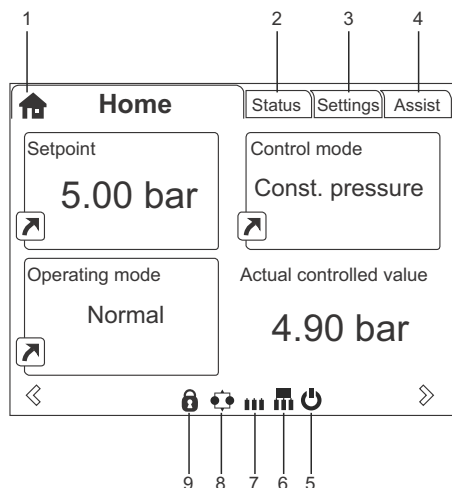 1 2 3 4
Home Status Settings Assist
Setpoint
5.00 bar
Control mode
Const. pressure
Operating mode
Normal
Actual controlled value
4.90 bar
9 8 7 6 5